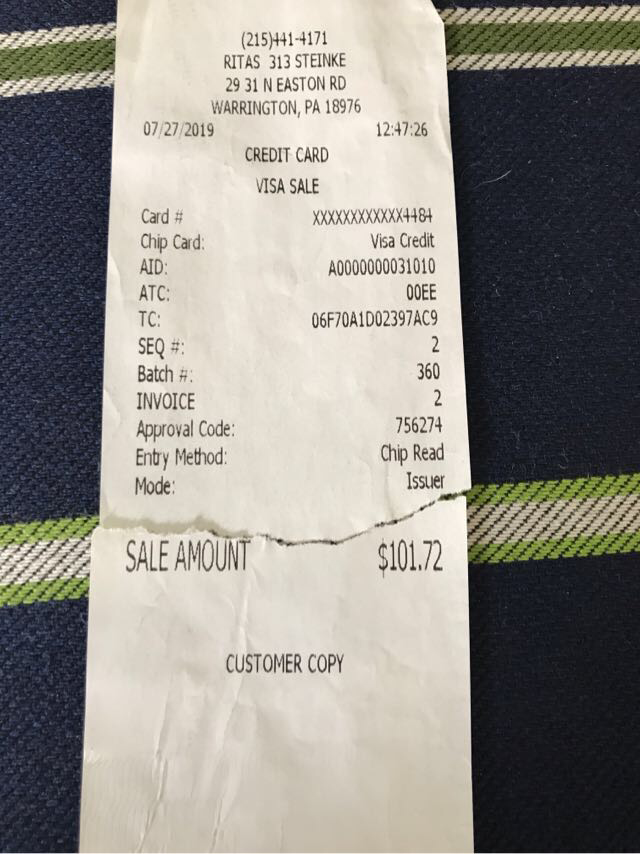 (215)441-4171
RITAS 313 STEINKE
29 31 N EASTON RD
WARRINGTON, PA 18976
07/27/2019 12:47:26
CREDIT CARD
VISA SALE
Card # XXXXXXXXXXXX4484
Chip Card: Visa Credit
AID: A0000000031010
ATC: 00EE
TC: 06F70A1D02397AC9
SEQ #: 2
Batch #: 360
INVOICE 2
Approval Code: 756274
Entry Method: Chip Read
Mode: Issuer
SALE AMOUNT $101.72
CUSTOMER COPY